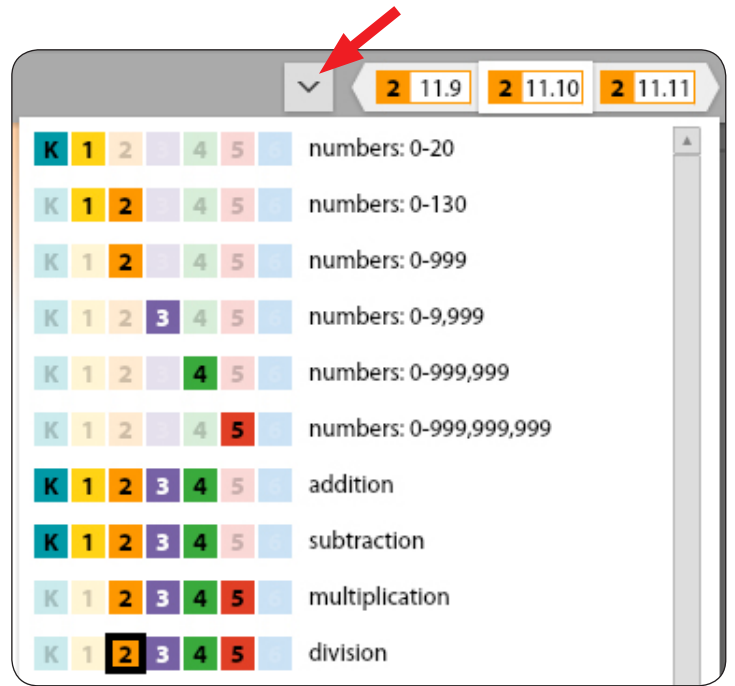 2 11.9 2 11.10 2 11.11
K 1 2 3 4 5 6 numbers: 0-20
K 1 2 3 4 5 6 numbers: 0-130
K 1 2 3 4 5 6 numbers: 0-999
K 1 2 3 4 5 6 numbers: 0-9,999
K 1 2 3 4 5 6 numbers: 0-999,999
K 1 2 3 4 5 6 numbers: 0-999,999,999
K 1 2 3 4 5 6 addition
K 1 2 3 4 5 6 subtraction
K 1 2 3 4 5 6 multiplication
K 1 2 3 4 5 6 division